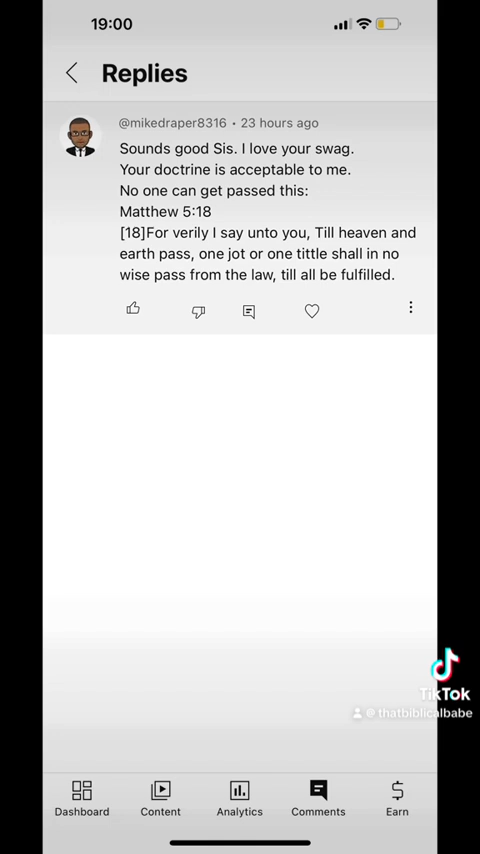 19:00
Replies
@mikedraper8316 • 23 hours ago
Sounds good Sis. I love your swag.
Your doctrine is acceptable to me.
No one can get passed this:
Matthew 5:18
[18]For verily I say unto you, Till heaven and
earth pass, one jot or one tittle shall in no
wise pass from the law, till all be fulfilled.
TikTok
@thatbiblicalbabe
Dashboard Content Analytics Comments Earn